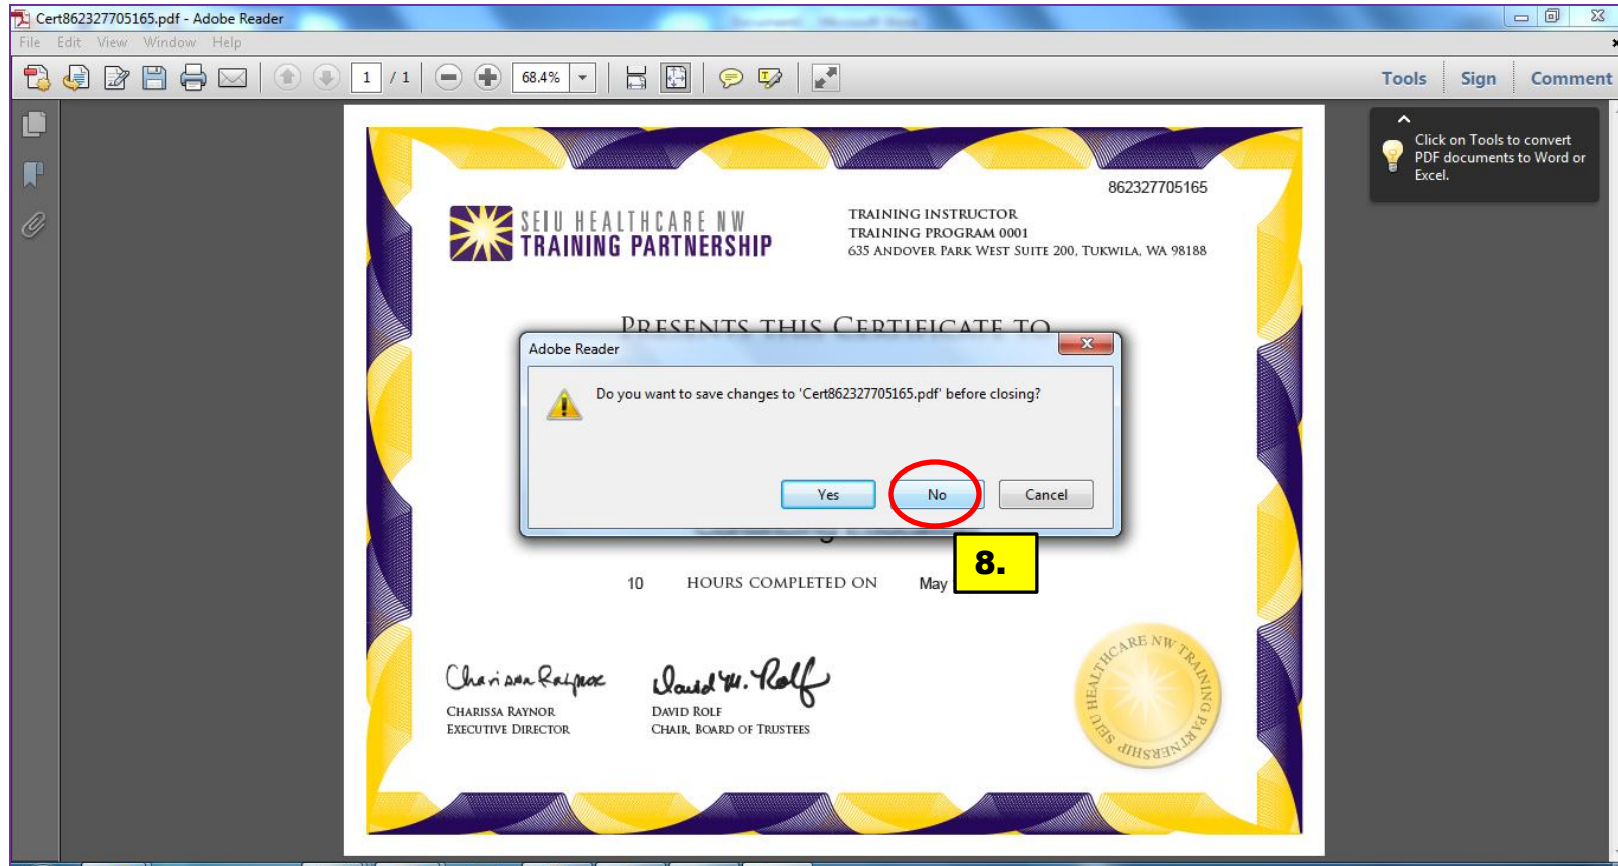 Cert862327705165.pdf - Adobe Reader
File Edit View Window Help
1 / 1
68.4%
Tools Sign Comment
Click on Tools to convert
PDF documents to Word or
Excel.
862327705165
SEIU HEALTHCARE NW
TRAINING PARTNERSHIP
TRAINING INSTRUCTOR
TRAINING PROGRAM 0001
635 ANDOVER PARK WEST SUITE 200, TUKWILA, WA 98188
PRESENTS THIS CERTIFICATE TO
Adobe Reader
Do you want to save changes to 'Cert862327705165.pdf' before closing?
Yes No Cancel
8.
10 HOURS COMPLETED ON May
Charissa Raynor
David M. Rolf
CHARISSA RAYNOR
EXECUTIVE DIRECTOR
DAVID ROLF
CHAIR, BOARD OF TRUSTEES
SEIU HEALTHCARE NW TRAINING PARTNERSHIP